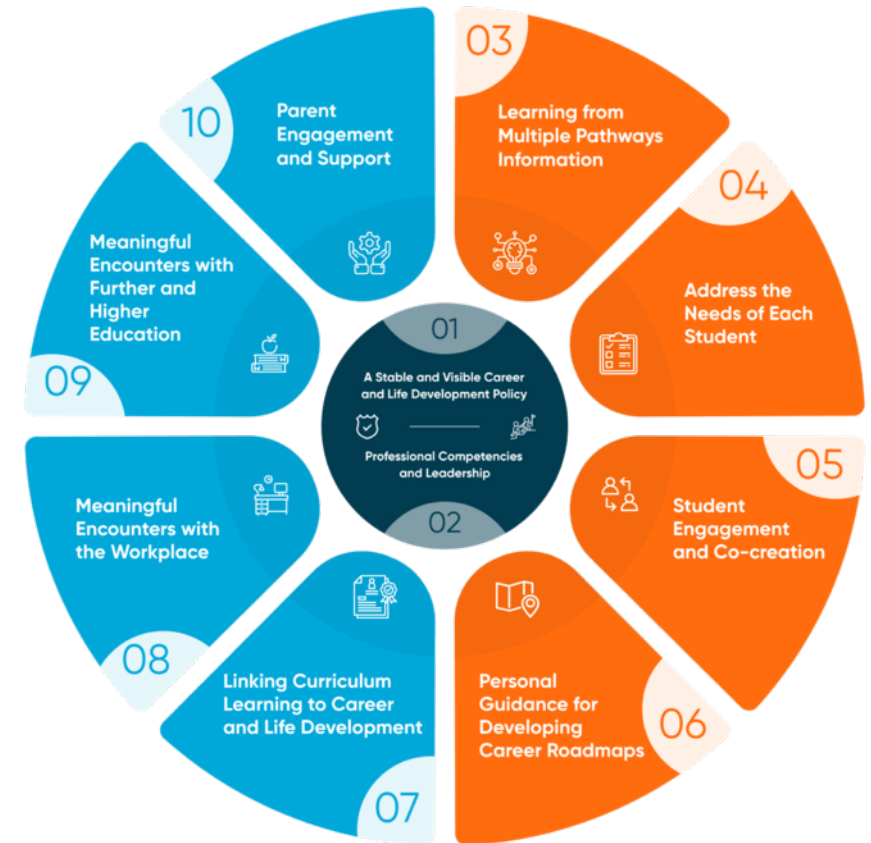 01
A Stable and Visible Career
and Life Development Policy
Professional Competencies
and Leadership
02
03
Learning from
Multiple Pathways
Information
04
Address the
Needs of Each
Student
05
Student
Engagement
and Co-creation
06
Personal
Guidance for
Developing
Career Roadmaps
07
Linking Curriculum
Learning to Career
and Life Development
08
Meaningful
Encounters with
the Workplace
09
Meaningful
Encounters with
Further and
Higher
Education
10
Parent
Engagement
and Support